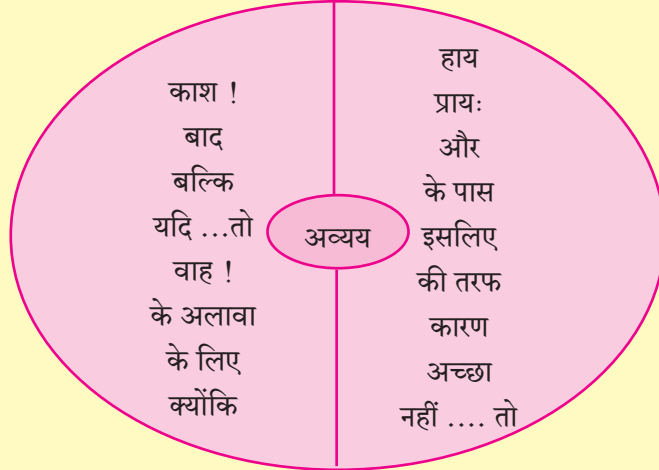 काश !
बाद
बल्कि
यदि ...तो
वाह !
के अलावा
के लिए
क्योंकि
अव्यय
हाय
प्रायः
और
के पास
इसलिए
की तरफ
कारण
अच्छा
नहीं .... तो